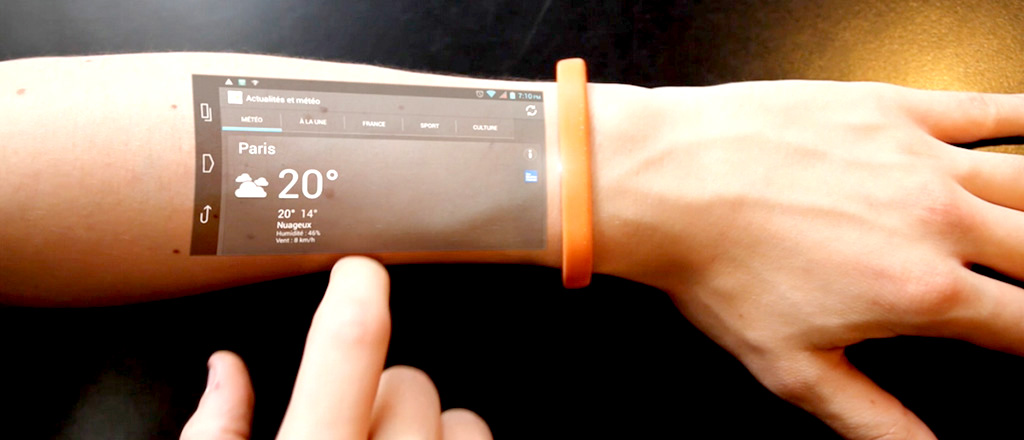 7:10 PM
Actualités et météo
MÉTÉO À LA UNE FRANCE SPORT CULTURE
Paris
20°
20° 14°
Nuageux
Humidité : 46%
Vent : 8 km/h